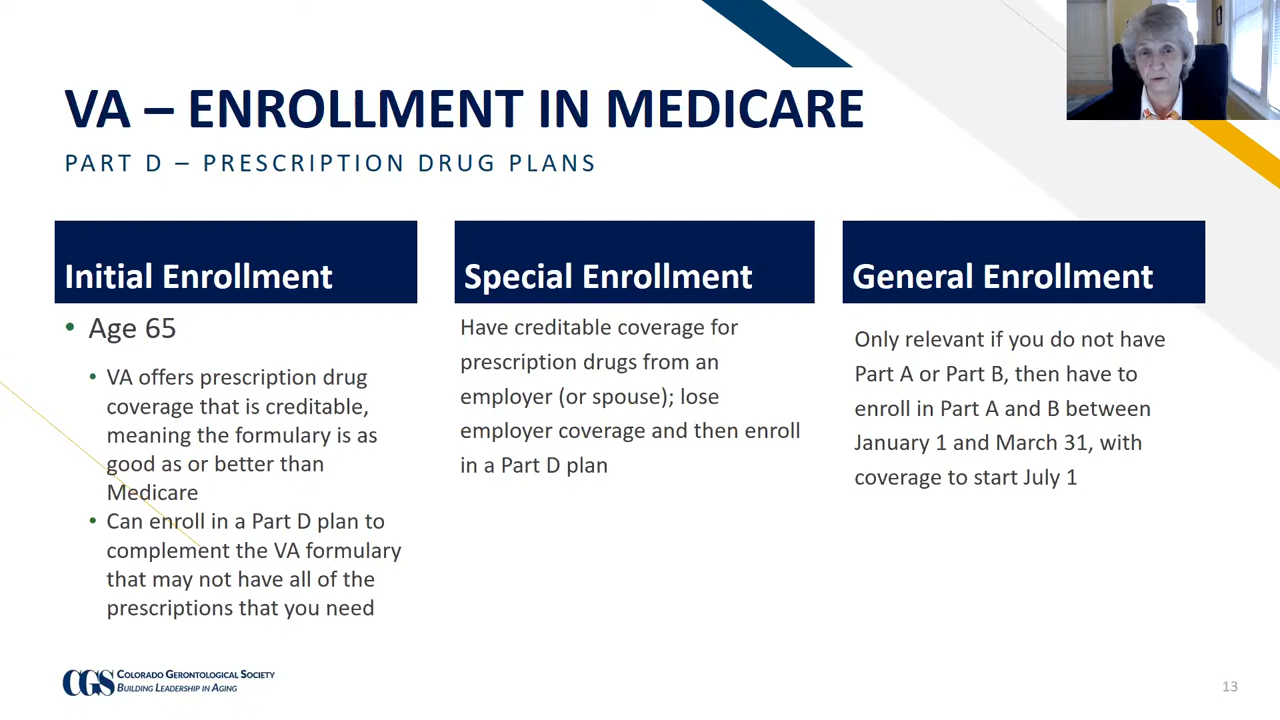 VA – ENROLLMENT IN MEDICARE
PART D – PRESCRIPTION DRUG PLANS
Initial Enrollment
• Age 65
• VA offers prescription drug
coverage that is creditable,
meaning the formulary is as
good as or better than
Medicare
• Can enroll in a Part D plan to
complement the VA formulary
that may not have all of the
prescriptions that you need
Special Enrollment
Have creditable coverage for
prescription drugs from an
employer (or spouse); lose
employer coverage and then enroll
in a Part D plan
General Enrollment
Only relevant if you do not have
Part A or Part B, then have to
enroll in Part A and B between
January 1 and March 31, with
coverage to start July 1
CGS COLORADO GERONTOLOGICAL SOCIETY
BUILDING LEADERSHIP IN AGING
13